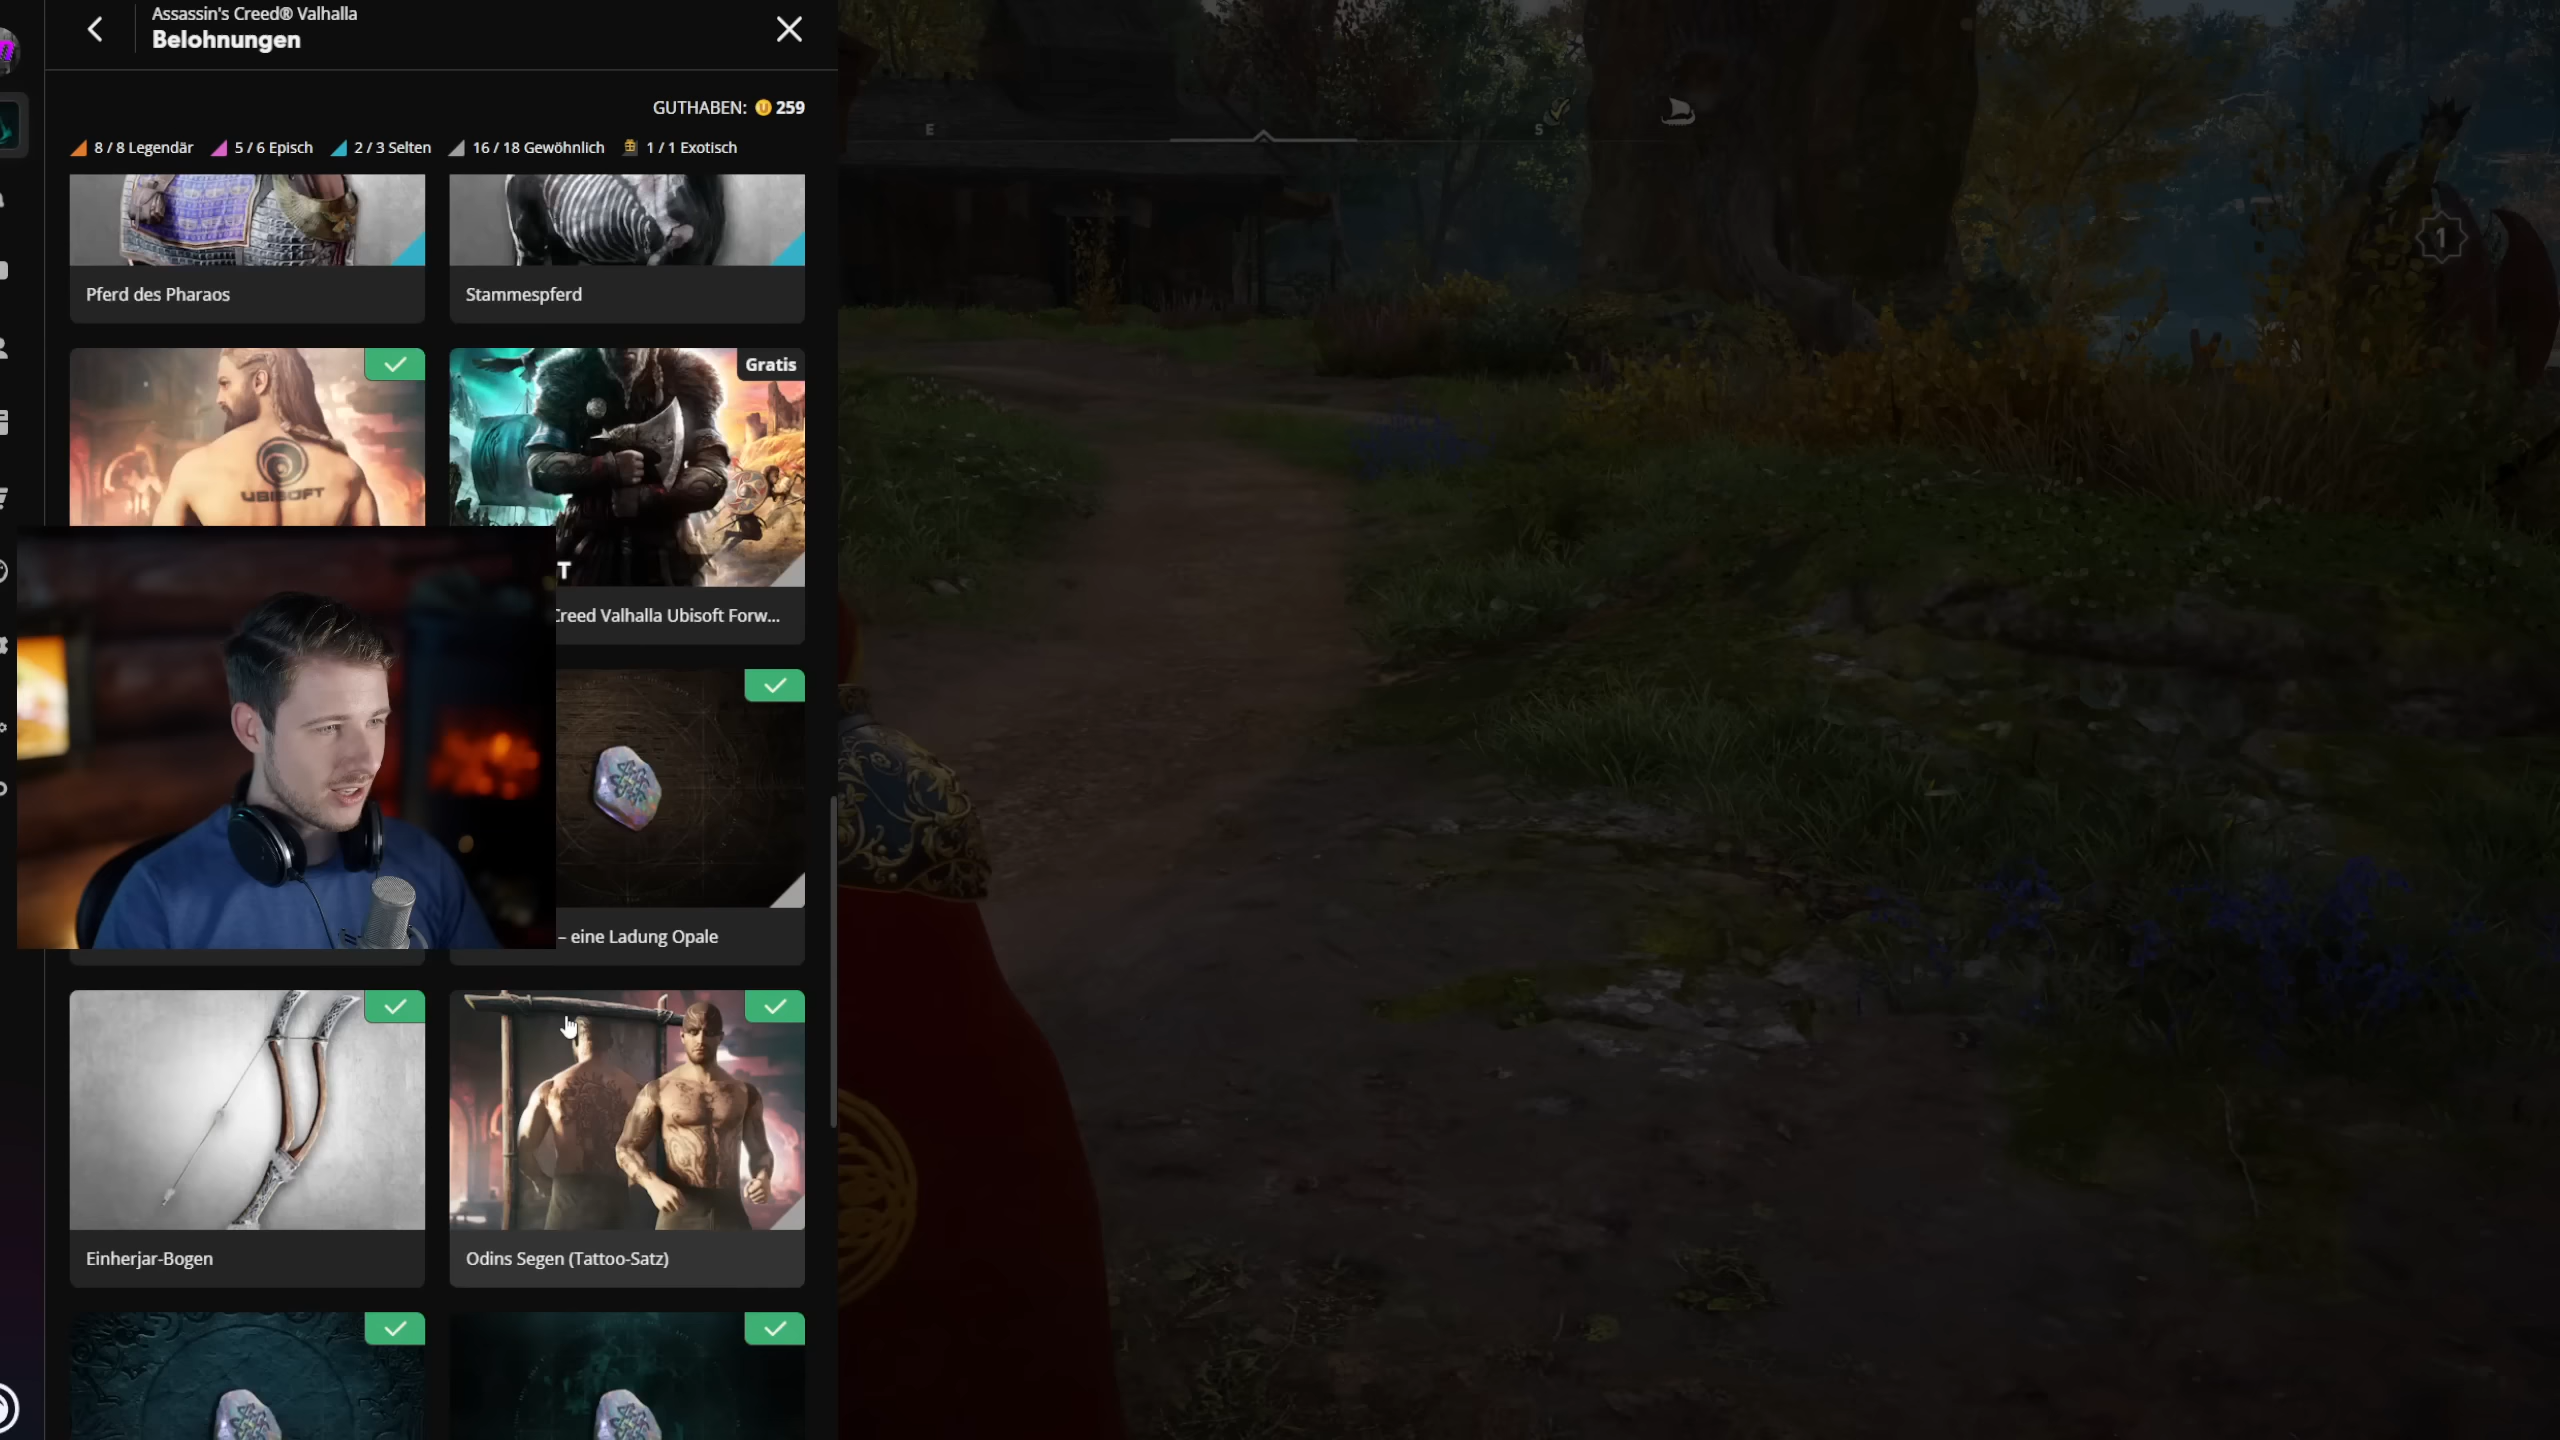 Assassin's Creed® Valhalla
Belohnungen
GUTHABEN: 259
8 / 8 Legendär 5 / 6 Episch 2 / 3 Selten 16 / 18 Gewöhnlich 1 / 1 Exotisch
E
S
1
Pferd des Pharaos
Stammespferd
Gratis
UBISOFT
T
Creed Valhalla Ubisoft Forw...
– eine Ladung Opale
Einherjar-Bogen
Odins Segen (Tattoo-Satz)